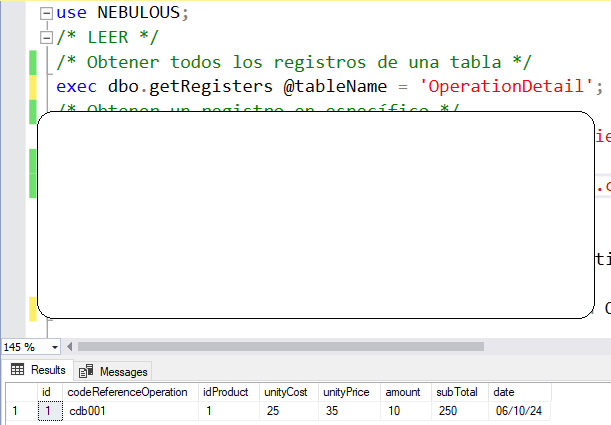 use NEBULOUS;
/* LEER */
/* Obtener todos los registros de una tabla */
exec dbo.getRegisters @tableName = 'OperationDetail';
/* Obtener un registro en específico */
ie
.c
ti
145 %
Results Messages
id codeReferenceOperation idProduct unityCost unityPrice amount subTotal date
1 1 cdb001 1 25 35 10 250 06/10/24